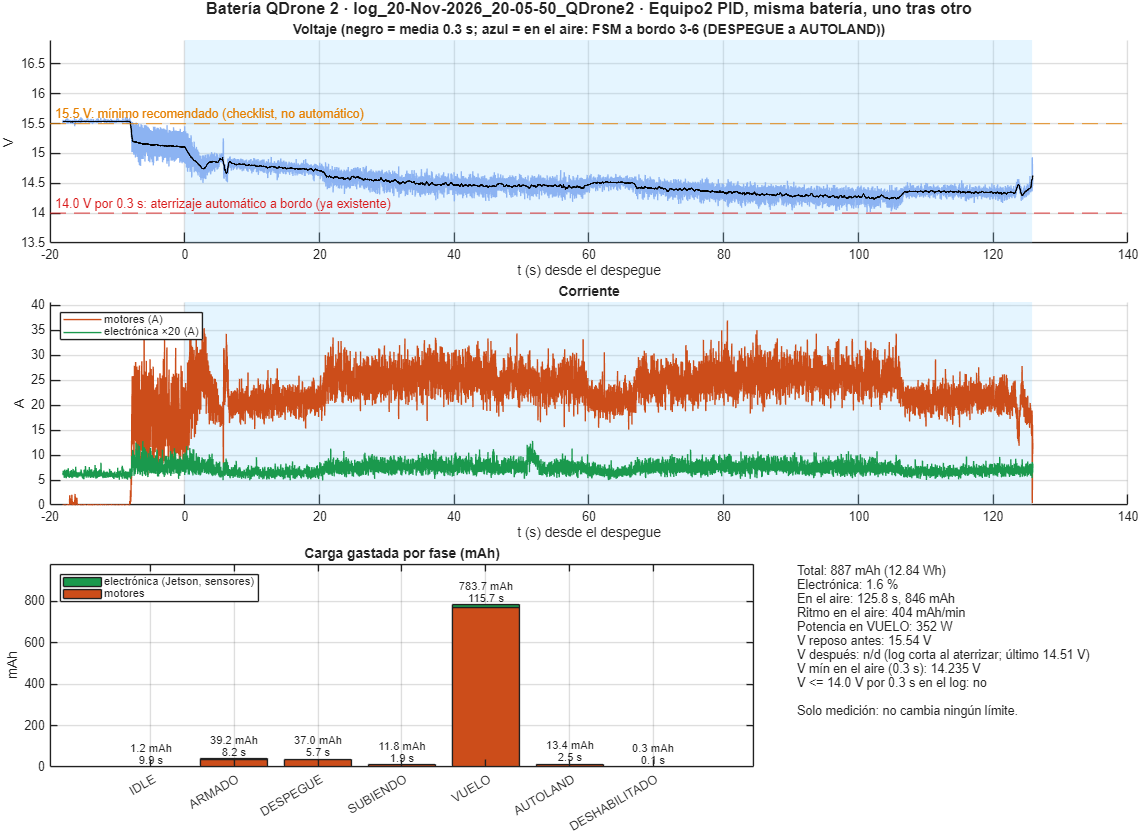 Batería QDrone 2 · log_20-Nov-2026_20-05-50_QDrone2 · Equipo2 PID, misma batería, uno tras otro
Voltaje (negro = media 0.3 s; azul = en el aire: FSM a bordo 3-6 (DESPEGUE a AUTOLAND))
16.5
16
15.5
15
14.5
14
13.5
V
15.5 V: mínimo recomendado (checklist, no automático)
14.0 V por 0.3 s: aterrizaje automático a bordo (ya existente)
-20 0 20 40 60 80 100 120 140
t (s) desde el despegue
Corriente
40
35
30
25
20
15
10
5
0
A
motores (A)
electrónica ×20 (A)
-20 0 20 40 60 80 100 120 140
t (s) desde el despegue
Carga gastada por fase (mAh)
800
600
400
200
0
mAh
electrónica (Jetson, sensores)
motores
1.2 mAh
9.9 s
39.2 mAh
8.2 s
37.0 mAh
5.7 s
11.8 mAh
1.9 s
783.7 mAh
115.7 s
13.4 mAh
2.5 s
0.3 mAh
0.1 s
IDLE
ARMADO
DESPEGUE
SUBIENDO
VUELO
AUTOLAND
DESHABILITADO
Total: 887 mAh (12.84 Wh)
Electrónica: 1.6 %
En el aire: 125.8 s, 846 mAh
Ritmo en el aire: 404 mAh/min
Potencia en VUELO: 352 W
V reposo antes: 15.54 V
V después: n/d (log corta al aterrizar; último 14.51 V)
V mín en el aire (0.3 s): 14.235 V
V <= 14.0 V por 0.3 s en el log: no
Solo medición: no cambia ningún límite.